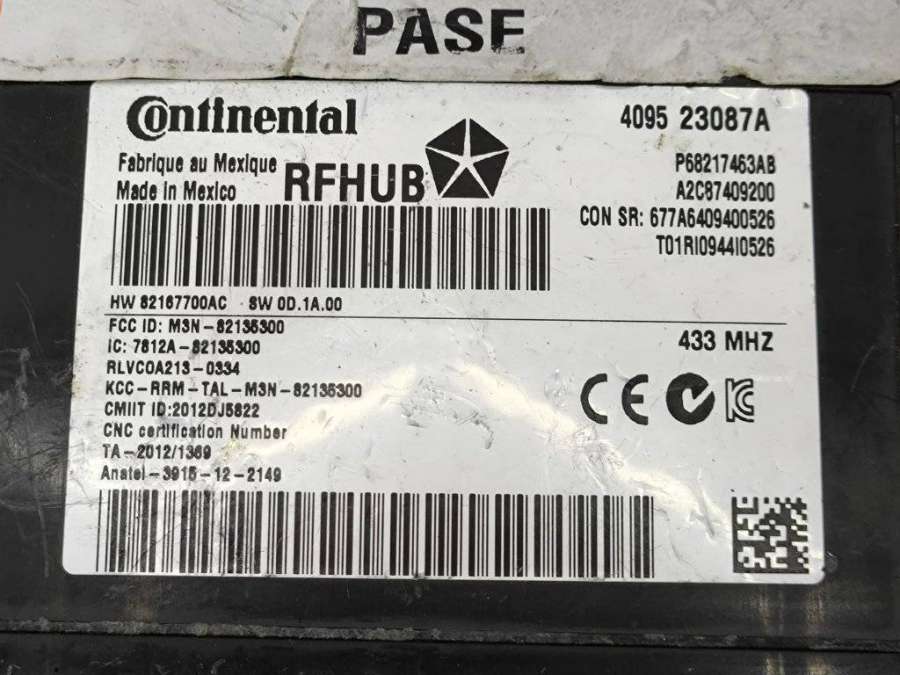 PASE
Continental
4095 23087A
Fabrique au Mexique
Made in Mexico
RFHUB
P68217463AB
A2C87409200
CON SR: 677A6409400526
T01RI0944I0526
HW 82167700AC SW 0D.1A.00
FCC ID: M3N-82135300
IC: 7812A-82135300
RLVCOA213-0334
KCC-RRM-TAL-M3N-82135300
CMIIT ID:2012DJ5822
CNC certification Number
TA-2012/1369
Anatel-3915-12-2149
433 MHZ
CE